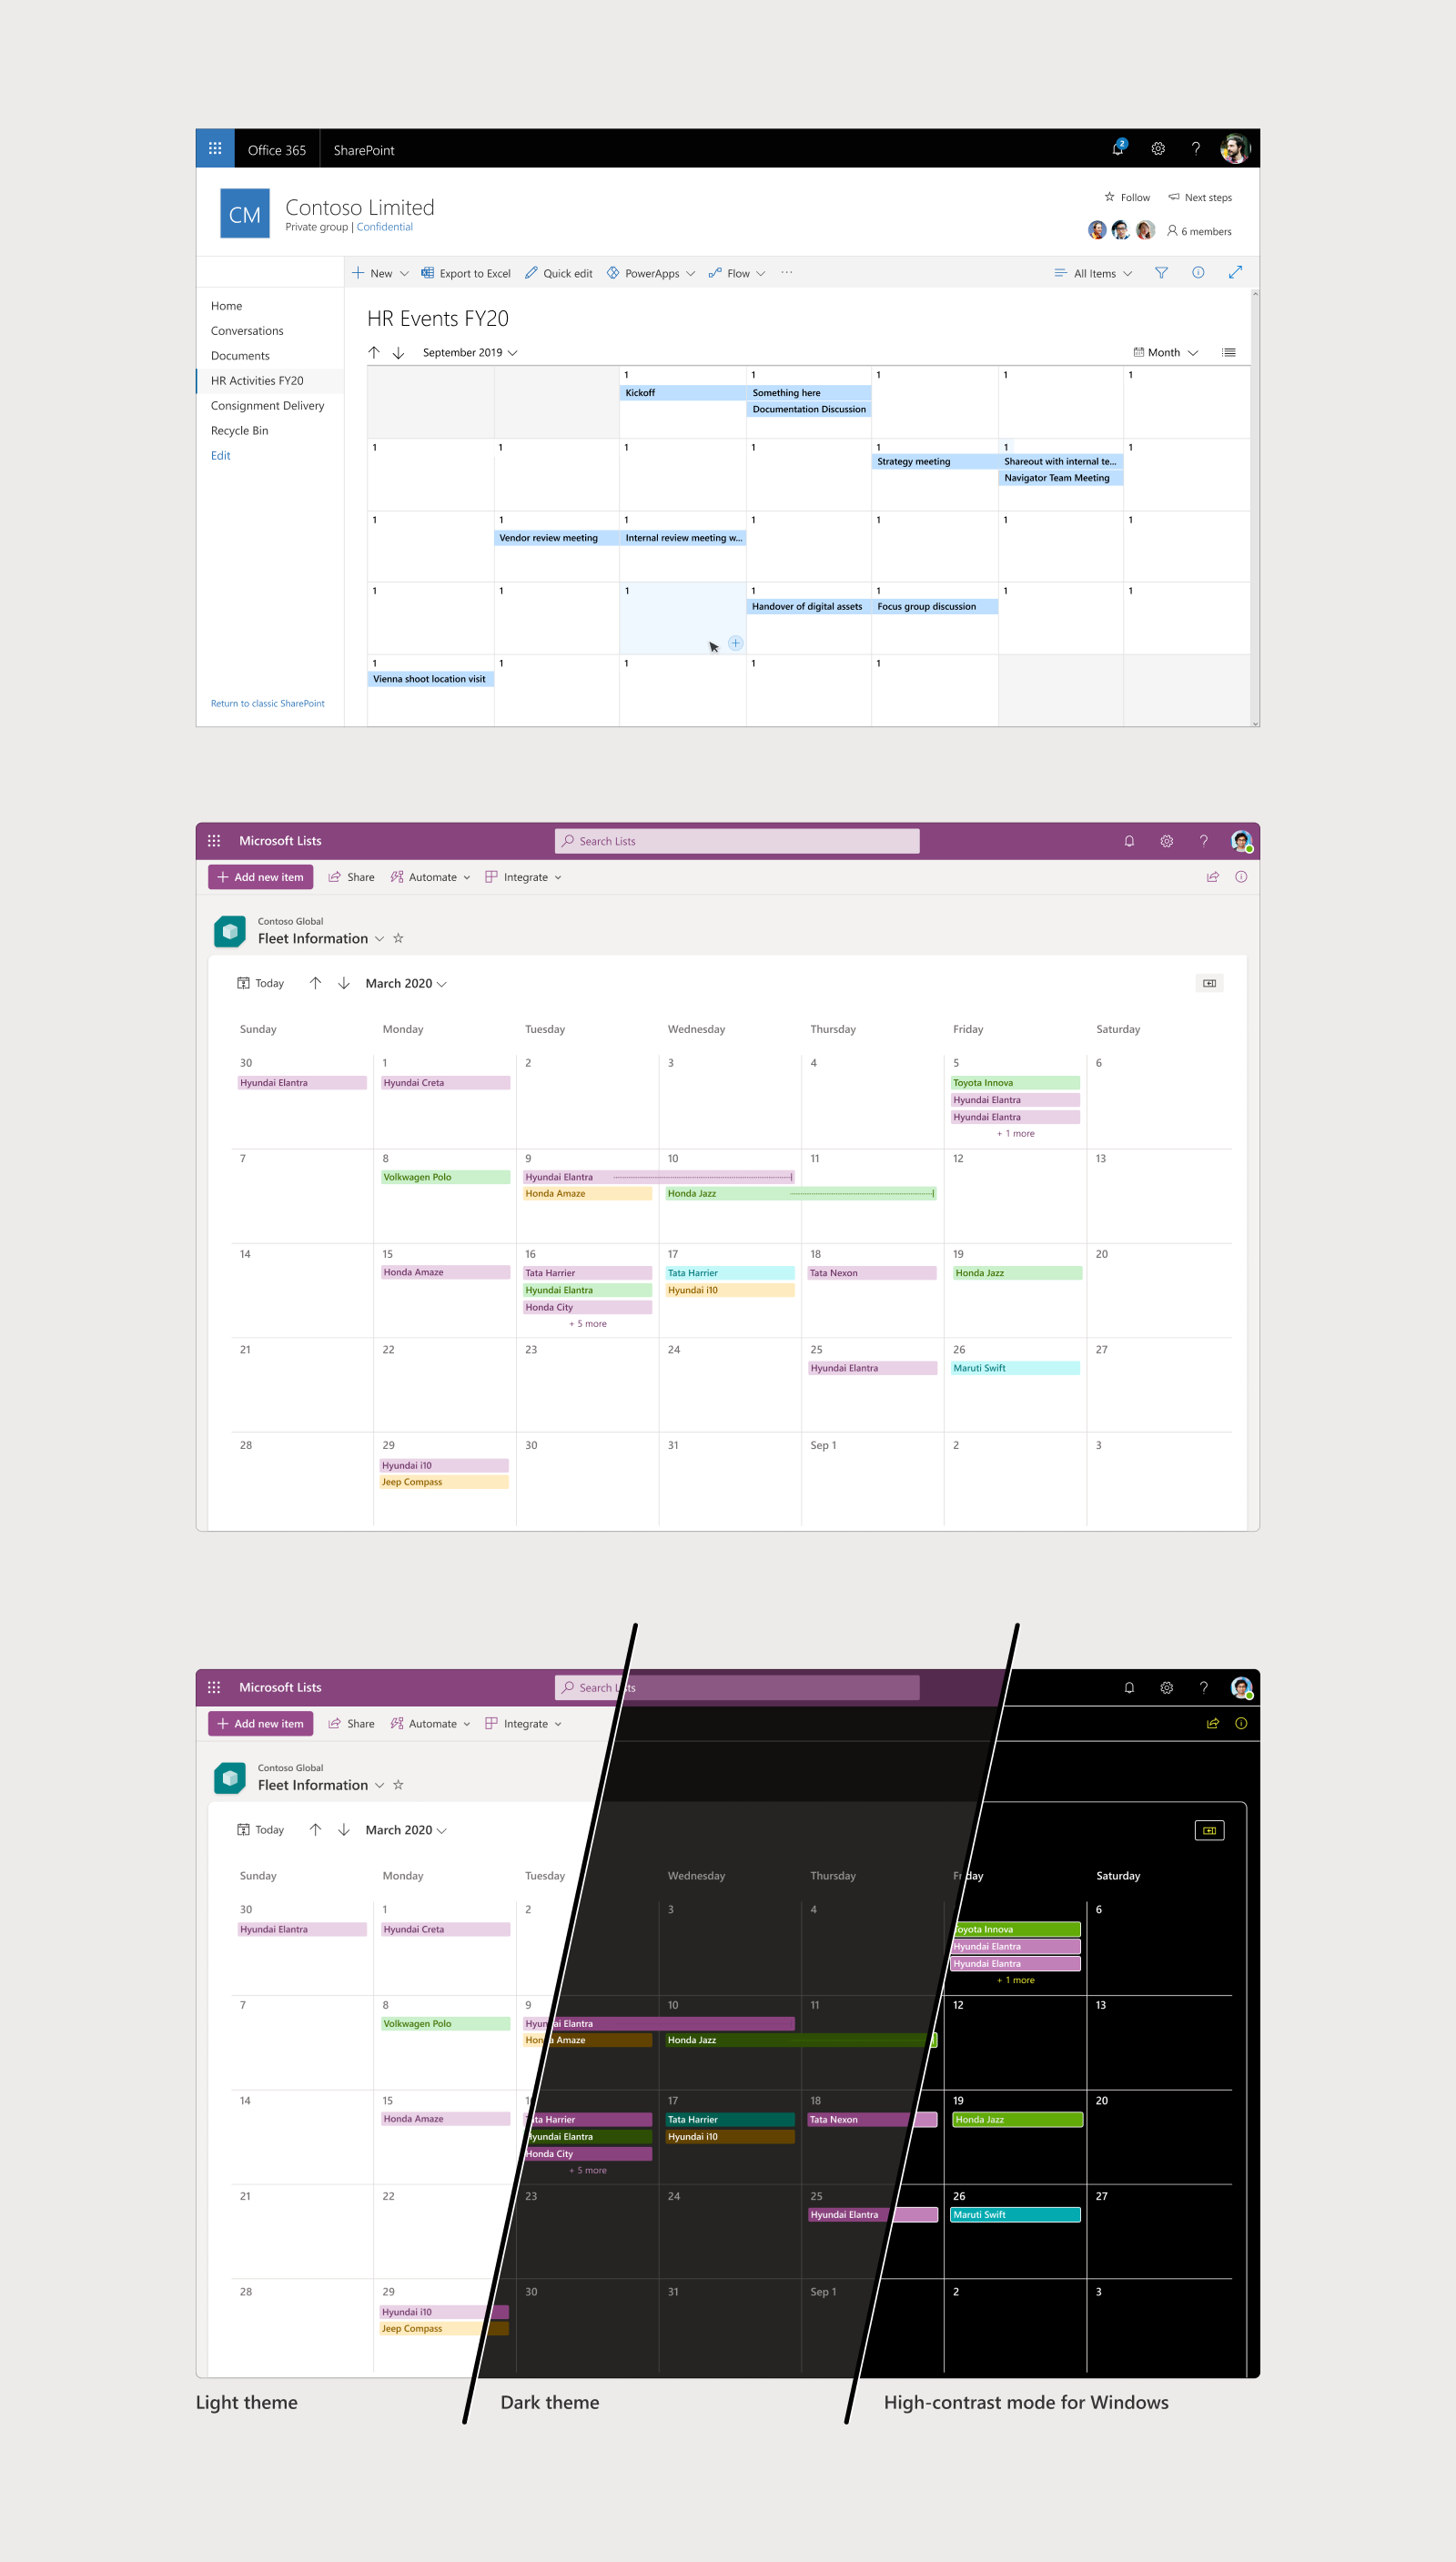 Office 365 SharePoint 2
CM Contoso Limited
Private group | Confidential
Follow Next steps
6 members
New Export to Excel Quick edit PowerApps Flow ··· All Items
Home
Conversations
Documents
HR Activities FY20
Consignment Delivery
Recycle Bin
Edit
Return to classic SharePoint
HR Events FY20
September 2019 Month
1 1 1 1 1
Kickoff Something here
Documentation Discussion
1 1 1 1 1 1 1
Strategy meeting Shareout with internal te...
Navigator Team Meeting
1 1 1 1 1 1 1
Vendor review meeting Internal review meeting w...
1 1 1 1 1 1 1
Handover of digital assets Focus group discussion
1 1 1 1 1
Vienna shoot location visit
Microsoft Lists Search Lists ?
+ Add new item Share Automate Integrate
Contoso Global
Fleet Information
Today March 2020
Sunday Monday Tuesday Wednesday Thursday Friday Saturday
30 1 2 3 4 5 6
Hyundai Elantra Hyundai Creta Toyota Innova
Hyundai Elantra
Hyundai Elantra
+ 1 more
7 8 9 10 11 12 13
Volkwagen Polo Hyundai Elantra
Honda Amaze Honda Jazz
14 15 16 17 18 19 20
Honda Amaze Tata Harrier Tata Harrier Tata Nexon Honda Jazz
Hyundai Elantra Hyundai i10
Honda City
+ 5 more
21 22 23 24 25 26 27
Hyundai Elantra Maruti Swift
28 29 30 31 Sep 1 2 3
Hyundai i10
Jeep Compass
Microsoft Lists Search Lists ?
+ Add new item Share Automate Integrate
Contoso Global
Fleet Information
Today March 2020
Sunday Monday Tuesday Wednesday Thursday Friday Saturday
30 1 2 3 4 6
Hyundai Elantra Hyundai Creta Toyota Innova
Hyundai Elantra
Hyundai Elantra
+ 1 more
7 8 9 10 11 12 13
Volkwagen Polo Hyundai Elantra
Honda Amaze Honda Jazz
14 15 17 18 19 20
Honda Amaze Tata Harrier Tata Harrier Tata Nexon Honda Jazz
Hyundai Elantra Hyundai i10
Honda City
+ 5 more
21 22 23 24 25 26 27
Hyundai Elantra Maruti Swift
28 29 30 31 Sep 1 2 3
Hyundai i10
Jeep Compass
Light theme Dark theme High-contrast mode for Windows